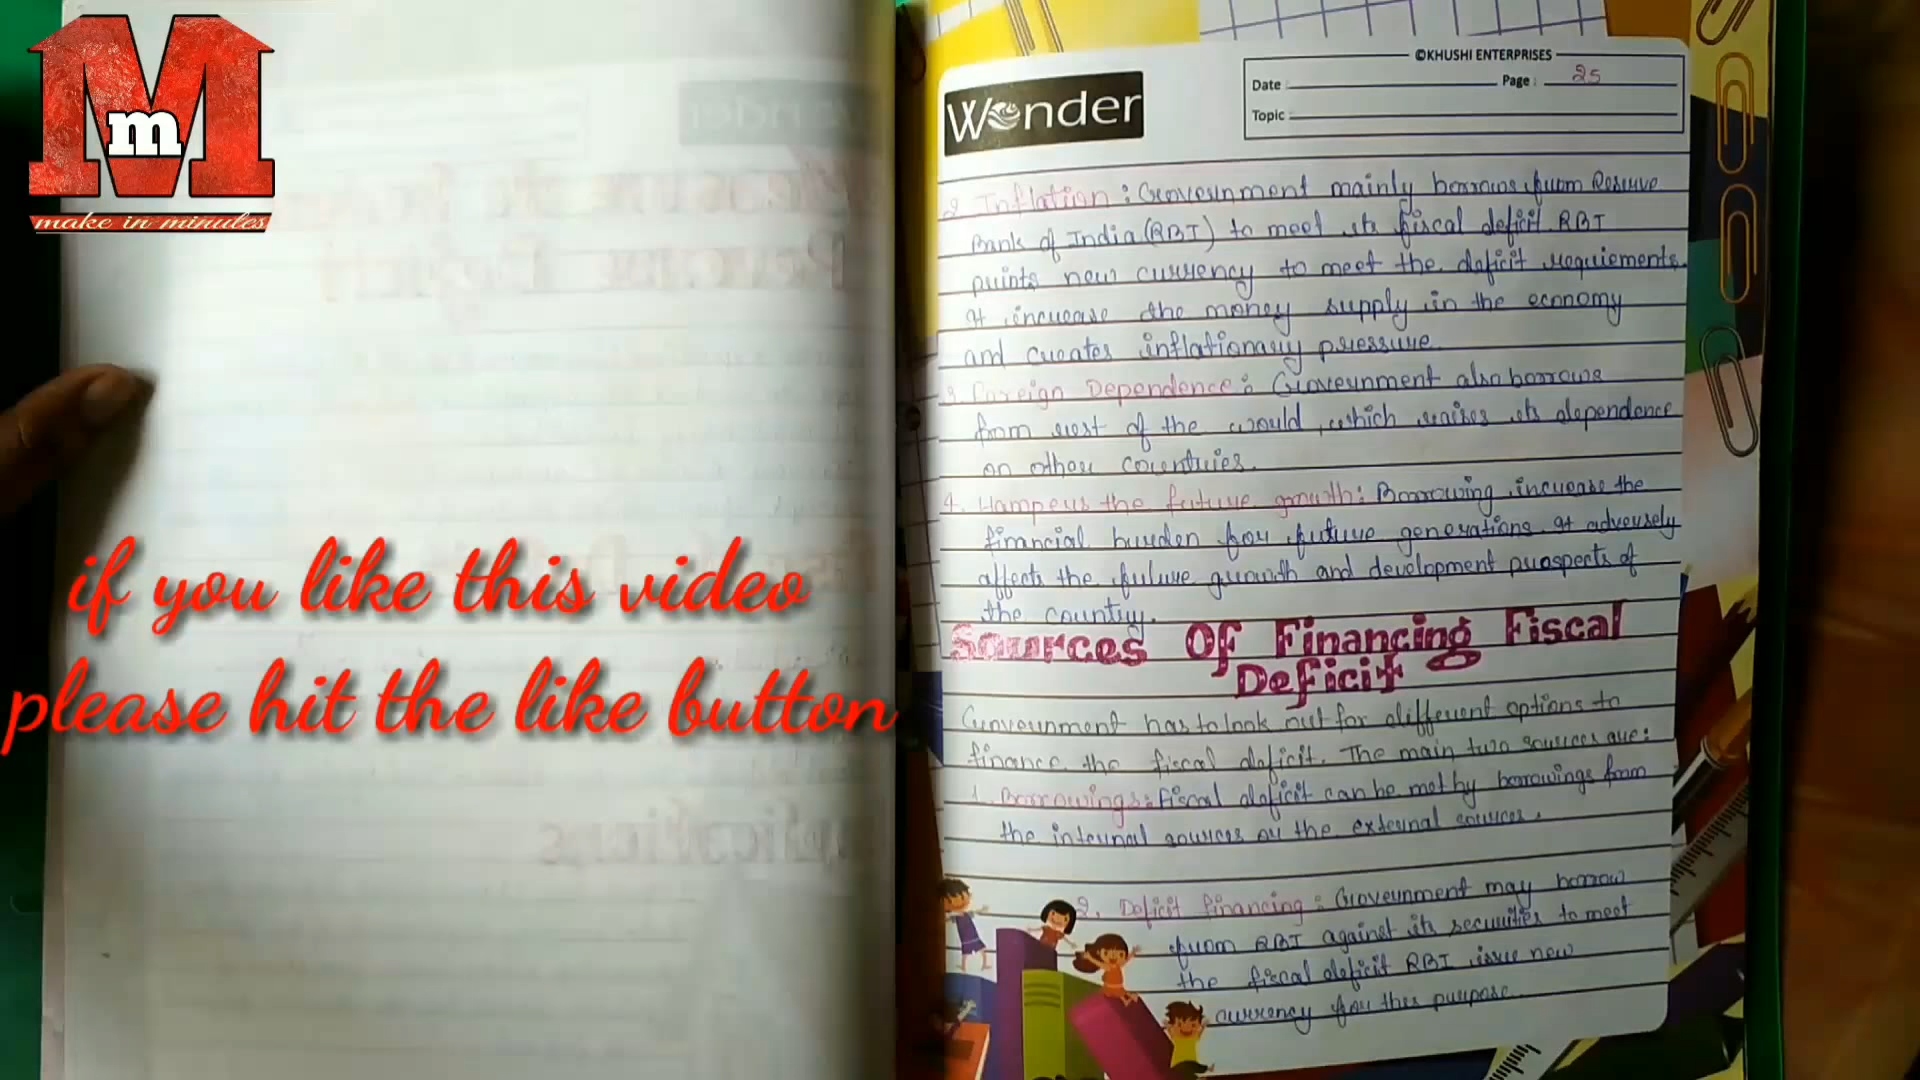 M
m
make in minutes
if you like this video
please hit the like button
©KHUSHI ENTERPRISES
Wonder
Date :
Page : 25
Topic :
2. Inflation : Government mainly borrows from Reserve
Bank of India (RBI) to meet its fiscal deficit. RBI
prints new currency to meet the deficit requiements.
It increase the money supply in the economy
and creates inflationary pressure.
3. Foreign Dependence : Government also borrows
from rest of the world, which raises its dependence
on other countries.
4. Hampers the future growth : Borrowing increase the
financial burden for future generations. It adversely
affects the future growth and development prospects of
the country.
Sources Of Financing Fiscal
Deficit
Government has to look out for different options to
finance the fiscal deficit. The main two sources are :
1. Borrowings : Fiscal deficit can be met by borrowings from
the internal sources or the external sources.
2. Deficit financing : Government may borrow
from RBI against its securities to meet
the fiscal deficit RBI issue new
currency for this purpose.